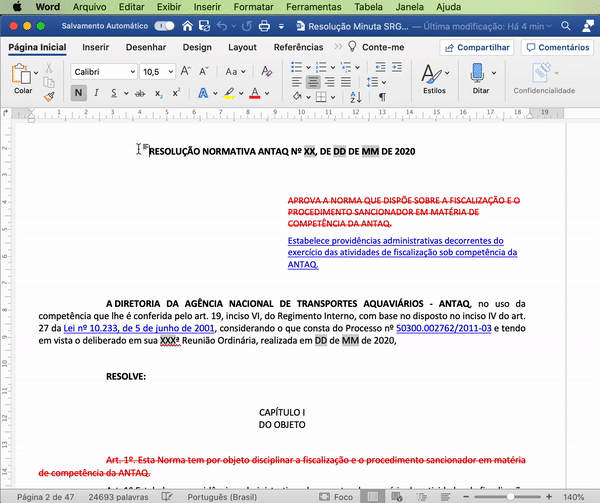 Word Arquivo Editar Exibir Inserir Formatar Ferramentas Tabela Janela Ajuda
Salvamento Automático Resolução Minuta SRG... — Última modificação: Há 4 min
Página Inicial Inserir Desenhar Design Layout Referências Conte-me Compartilhar Comentários
Calibri 10,5
Colar N I S ab x₂ x² A Estilos Ditar Confidencialidade
RESOLUÇÃO NORMATIVA ANTAQ Nº XX, DE DD DE MM DE 2020
APROVA A NORMA QUE DISPÕE SOBRE A FISCALIZAÇÃO E O
PROCEDIMENTO SANCIONADOR EM MATÉRIA DE
COMPETÊNCIA DA ANTAQ.
Estabelece providências administrativas decorrentes do
exercício das atividades de fiscalização sob competência da
ANTAQ.
A DIRETORIA DA AGÊNCIA NACIONAL DE TRANSPORTES AQUAVIÁRIOS - ANTAQ, no uso da
competência que lhe é conferida pelo art. 19, inciso VI, do Regimento Interno, com base no disposto no inciso IV do art.
27 da Lei nº 10.233, de 5 de junho de 2001, considerando o que consta do Processo nº 50300.002762/2011-03 e tendo
em vista o deliberado em sua XXXª Reunião Ordinária, realizada em DD de MM de 2020,
RESOLVE:
CAPÍTULO I
DO OBJETO
Art. 1º. Esta Norma tem por objeto disciplinar a fiscalização e o procedimento sancionador em matéria
de competência da ANTAQ.
Página 2 de 47 24693 palavras Português (Brasil) Foco 140%